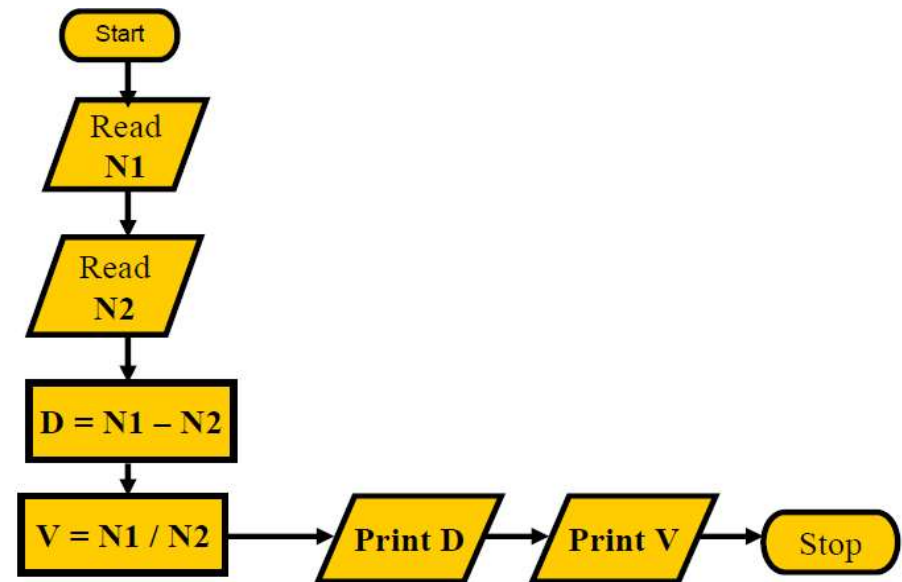 Start
Read
N1
Read
N2
D = N1 – N2
V = N1 / N2
Print D
Print V
Stop